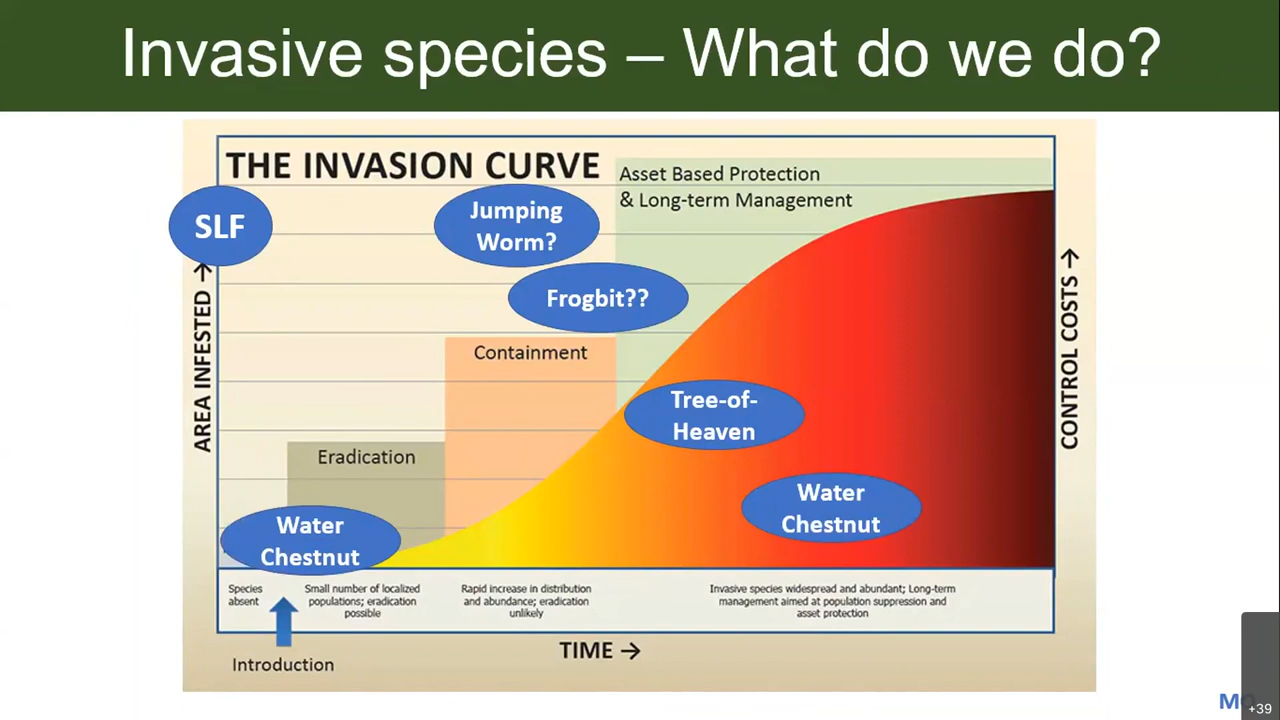 Invasive species – What do we do?
THE INVASION CURVE
Asset Based Protection
& Long-term Management
SLF
Jumping
Worm?
Frogbit??
AREA INFESTED →
CONTROL COSTS →
Containment
Tree-of-
Heaven
Eradication
Water
Chestnut
Water
Chestnut
Species
absent
Small number of localized
populations; eradication
possible
Rapid increase in distribution
and abundance; eradication
unlikely
Invasive species widespread and abundant; Long-term
management aimed at population suppression and
asset protection
Introduction
TIME →
+39